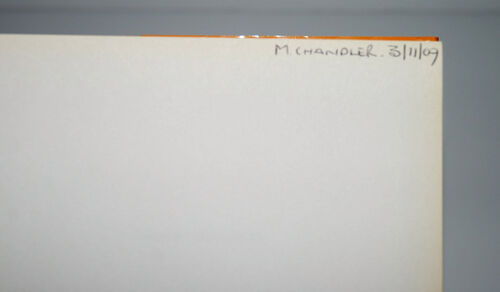 M. CHANDLER. 3/11/09